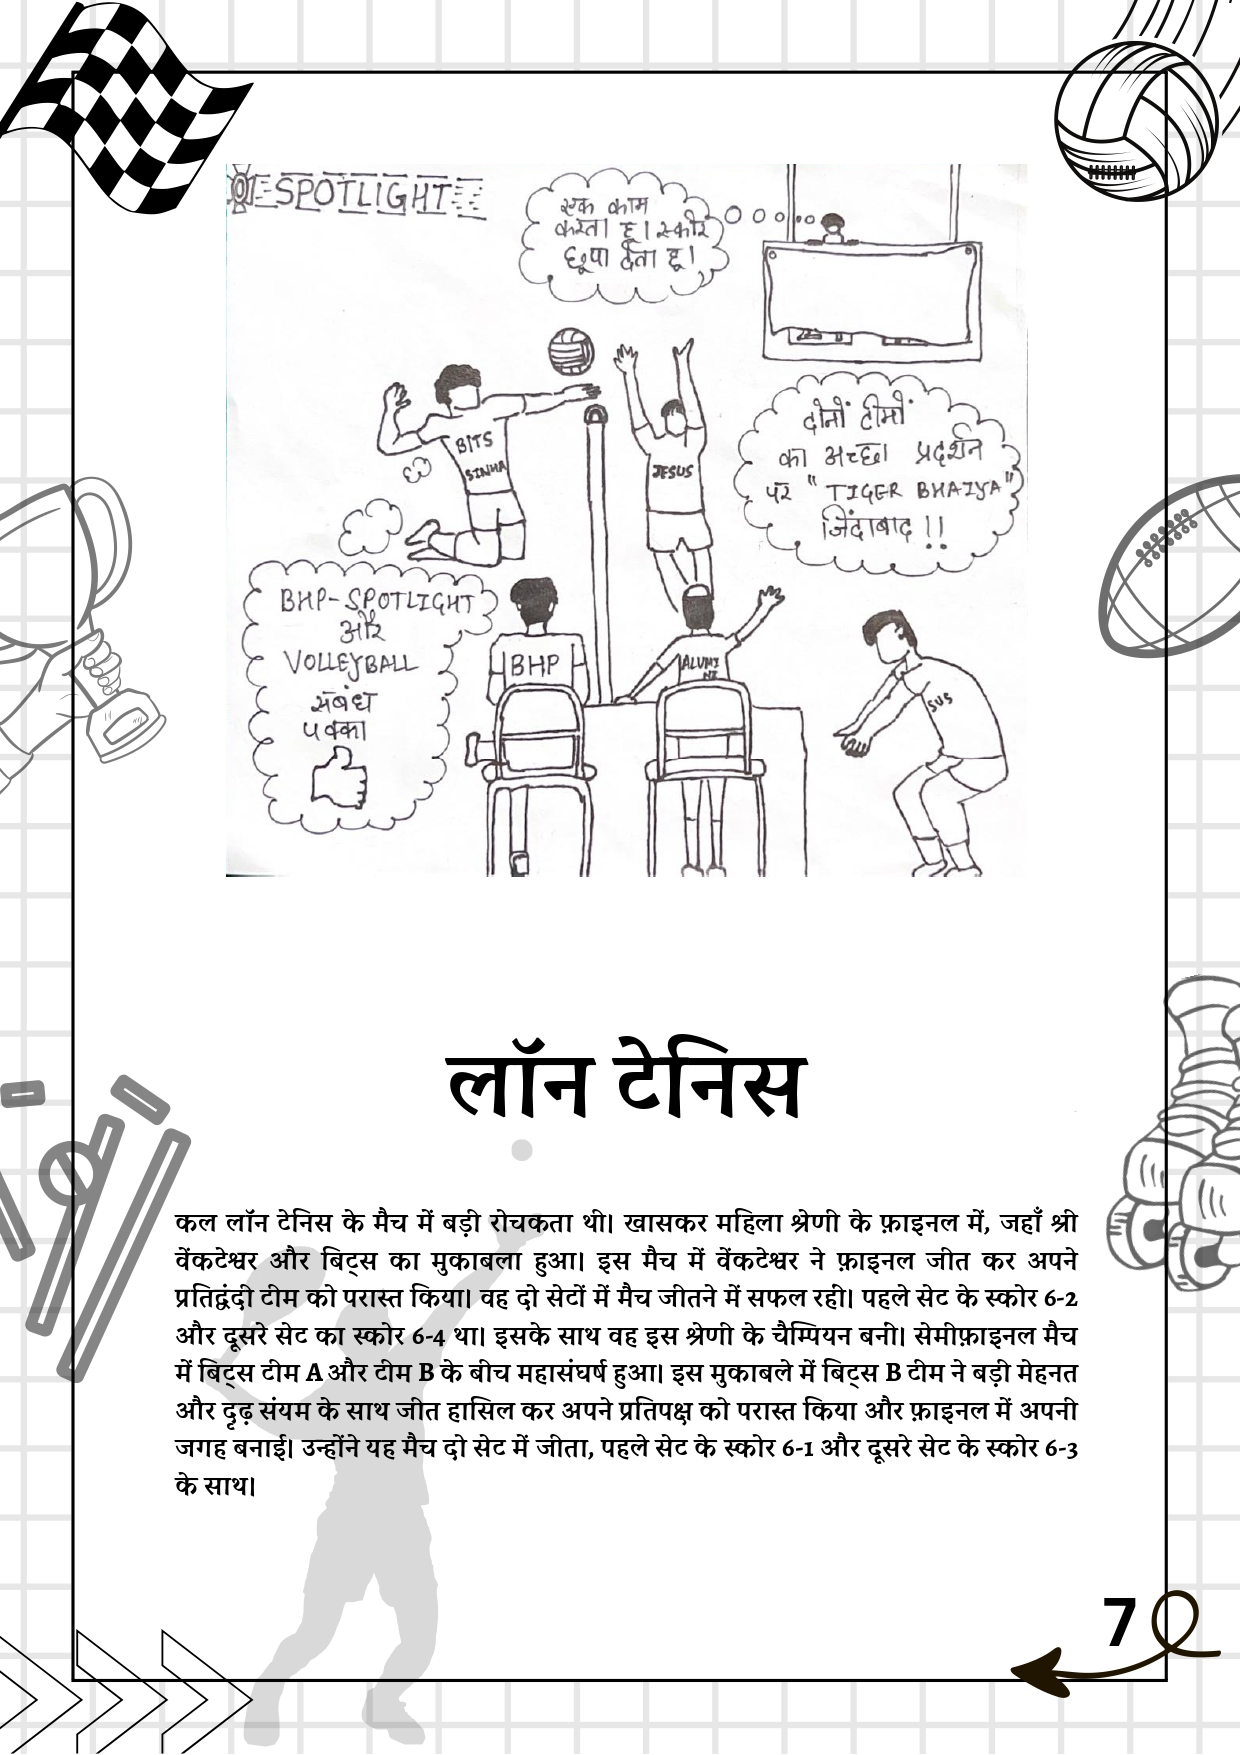 SPOTLIGHT
एक काम
करता हू। स्कोर
छूपा देता हू।
BITS
SINHA
JESUS
दोनों टीमों
का अच्छा प्रदर्शन
पर "TIGER BHAIYA"
जिंदाबाद !!
BHP-SPOTLIGHT
और
VOLLEYBALL
संबंध
पक्का
BHP
ALUMI
NI
SUS
लॉन टेनिस
कल लॉन टेनिस के मैच में बड़ी रोचकता थी। खासकर महिला श्रेणी के फ़ाइनल में, जहाँ श्री
वेंकटेश्वर और बिट्स का मुकाबला हुआ। इस मैच में वेंकटेश्वर ने फ़ाइनल जीत कर अपने
प्रतिद्वंदी टीम को परास्त किया। वह दो सेटों में मैच जीतने में सफल रहीं। पहले सेट के स्कोर 6-2
और दूसरे सेट का स्कोर 6-4 था। इसके साथ वह इस श्रेणी के चैम्पियन बनी। सेमीफ़ाइनल मैच
में बिट्स टीम A और टीम B के बीच महासंघर्ष हुआ। इस मुकाबले में बिट्स B टीम ने बड़ी मेहनत
और दृढ़ संयम के साथ जीत हासिल कर अपने प्रतिपक्ष को परास्त किया और फ़ाइनल में अपनी
जगह बनाई। उन्होंने यह मैच दो सेट में जीता, पहले सेट के स्कोर 6-1 और दूसरे सेट के स्कोर 6-3
के साथ।
7